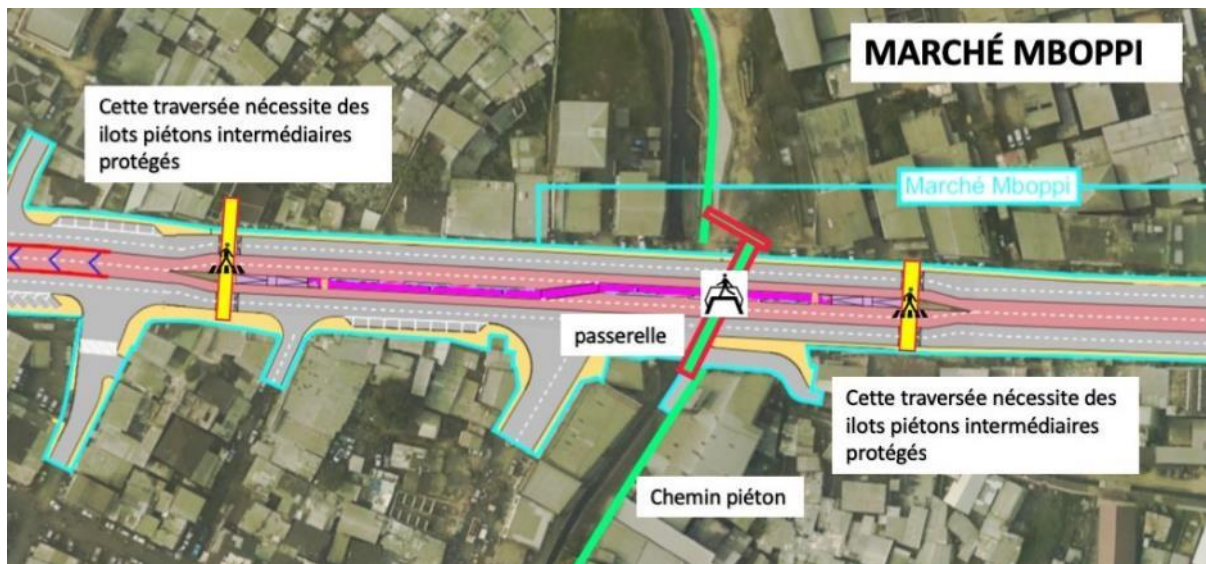 MARCHÉ MBOPPI
Cette traversée nécessite des
ilots piétons intermédiaires
protégés
Marché Mboppi
passerelle
Cette traversée nécessite des
ilots piétons intermédiaires
protégés
Chemin piéton